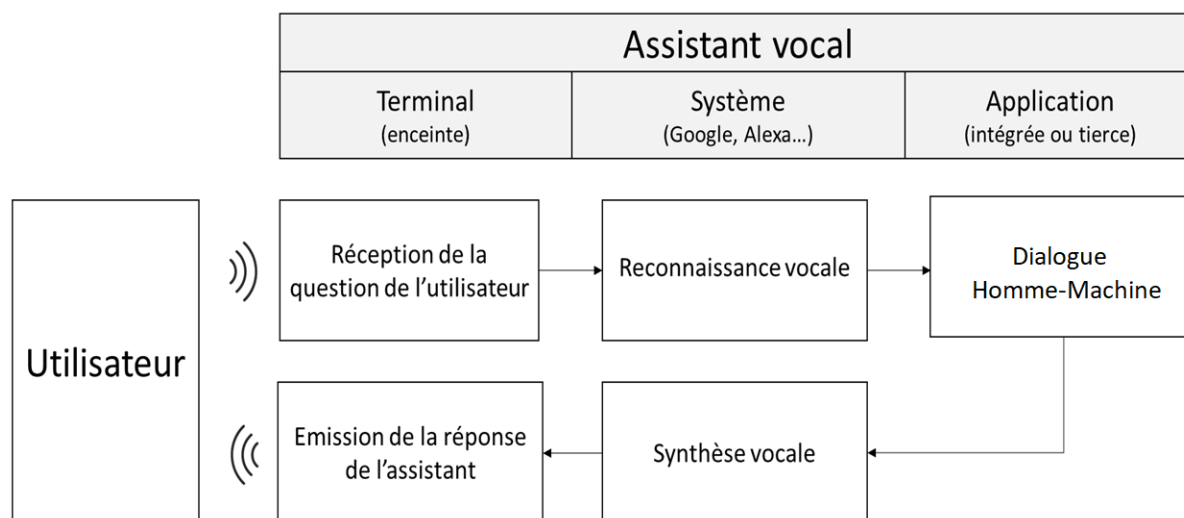 Assistant vocal
Terminal
(enceinte)
Système
(Google, Alexa...)
Application
(intégrée ou tierce)
Utilisateur
Réception de la
question de l'utilisateur
Reconnaissance vocale
Dialogue
Homme-Machine
Emission de la réponse
de l'assistant
Synthèse vocale